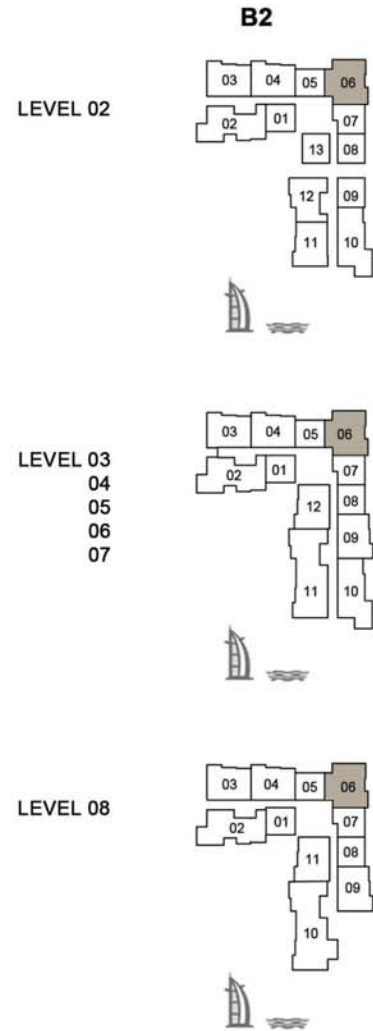 B2
LEVEL 02
03 04 05 06
02 01 07
13 08
12 09
11 10
LEVEL 03
04
05
06
07
03 04 05 06
02 01 07
12 08
09
11 10
LEVEL 08
03 04 05 06
02 01 07
11 08
09
10